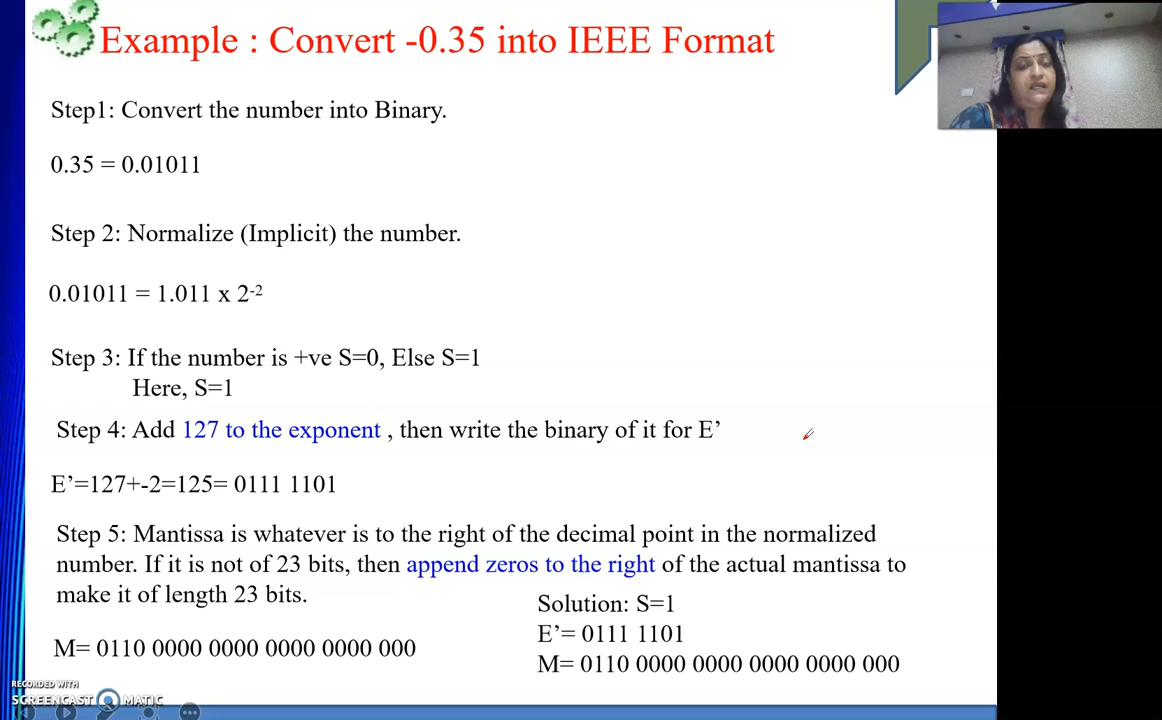 Example : Convert -0.35 into IEEE Format
Step1: Convert the number into Binary.
0.35 = 0.01011
Step 2: Normalize (Implicit) the number.
0.01011 = 1.011 x 2⁻²
Step 3: If the number is +ve S=0, Else S=1
Here, S=1
Step 4: Add 127 to the exponent , then write the binary of it for E’
E’=127+-2=125= 0111 1101
Step 5: Mantissa is whatever is to the right of the decimal point in the normalized
number. If it is not of 23 bits, then append zeros to the right of the actual mantissa to
make it of length 23 bits.
M= 0110 0000 0000 0000 0000 000
Solution: S=1
E’= 0111 1101
M= 0110 0000 0000 0000 0000 000
RECORDED WITH
SCREENCAST MATIC